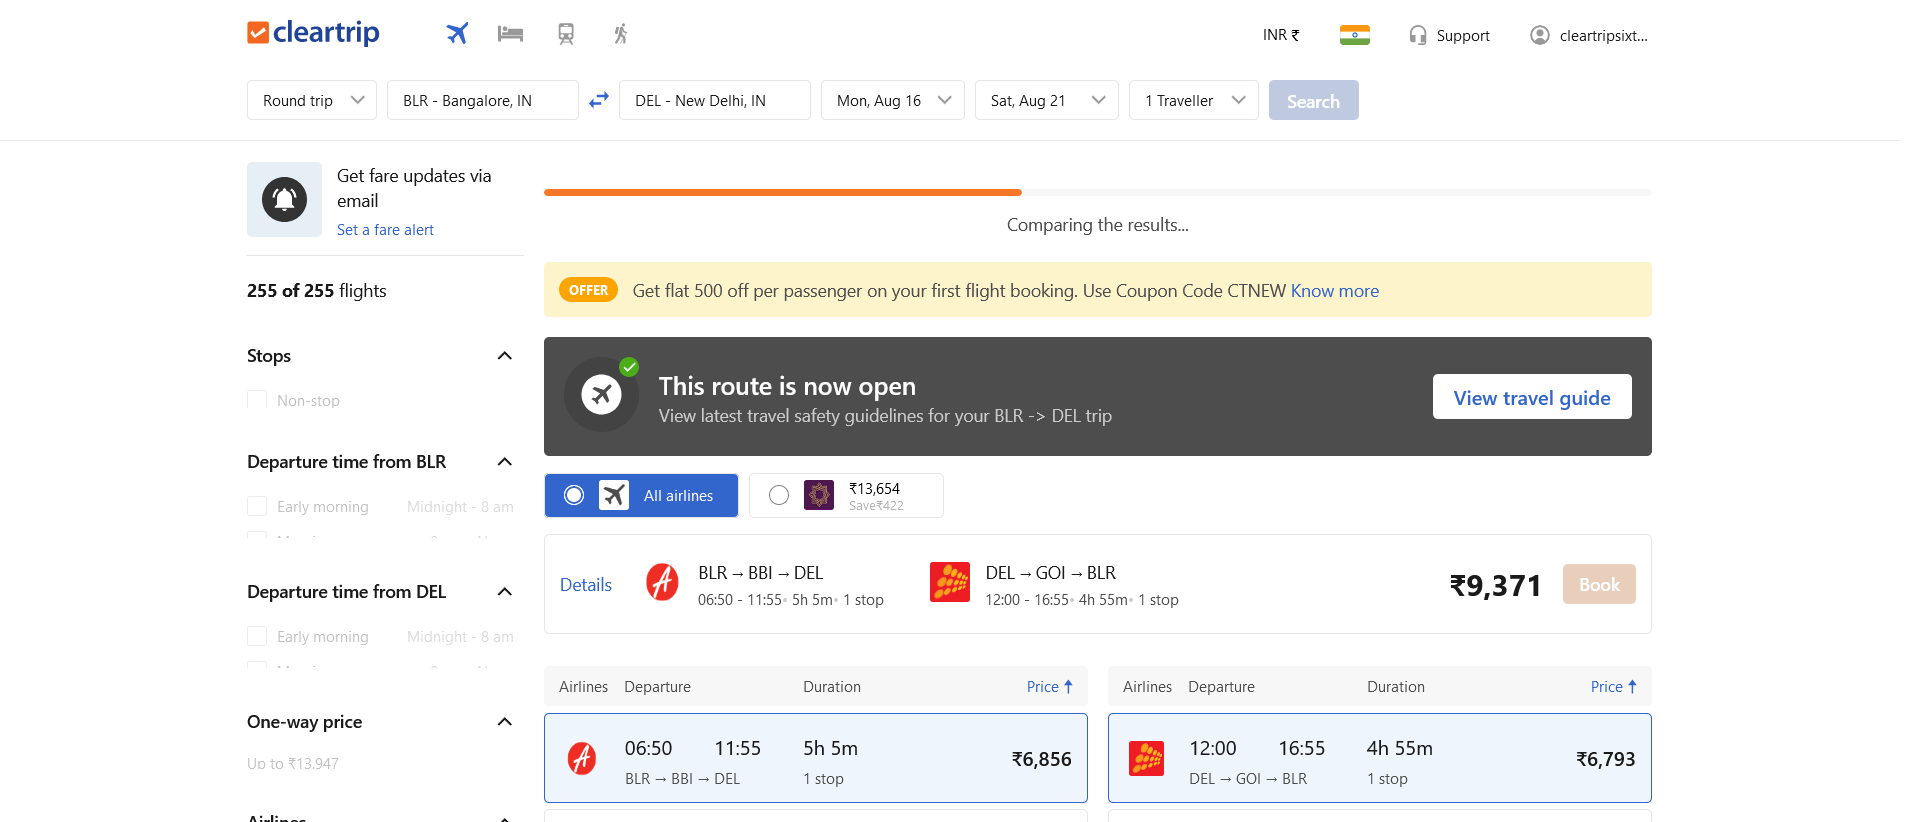 cleartrip
INR ₹
Support
cleartripsixt...
Round trip
BLR - Bangalore, IN
DEL - New Delhi, IN
Mon, Aug 16
Sat, Aug 21
1 Traveller
Search
Get fare updates via
email
Set a fare alert
255 of 255 flights
Stops
Non-stop
Departure time from BLR
Early morning Midnight - 8 am
Departure time from DEL
Early morning Midnight - 8 am
One-way price
Up to ₹13,947
Airlines
Comparing the results...
OFFER Get flat 500 off per passenger on your first flight booking. Use Coupon Code CTNEW Know more
This route is now open
View latest travel safety guidelines for your BLR -> DEL trip
View travel guide
All airlines
₹13,654
Save₹422
Details
BLR → BBI → DEL
06:50 - 11:55• 5h 5m• 1 stop
DEL → GOI → BLR
12:00 - 16:55• 4h 55m• 1 stop
₹9,371
Book
Airlines Departure Duration Price ↑
06:50 11:55 5h 5m ₹6,856
BLR → BBI → DEL 1 stop
Airlines Departure Duration Price ↑
12:00 16:55 4h 55m ₹6,793
DEL → GOI → BLR 1 stop